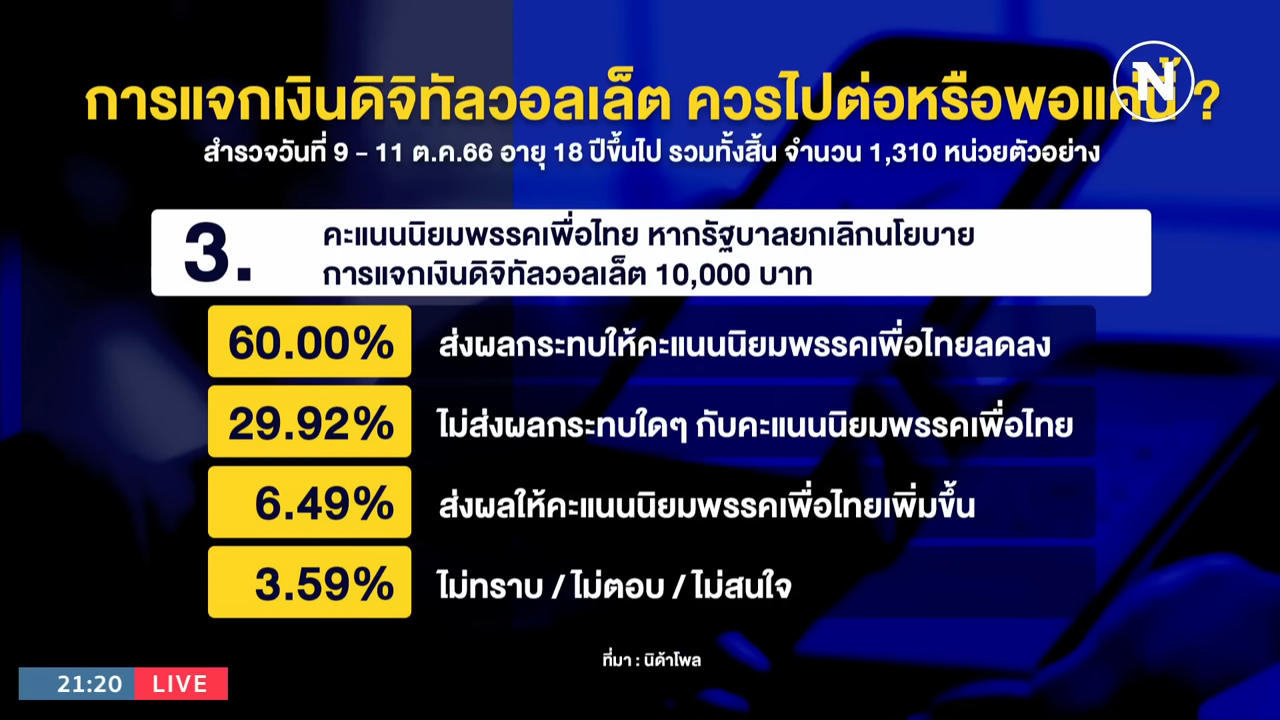 การแจกเงินดิจิทัลวอลเล็ต ควรไปต่อหรือพอแค่นี้ ?
สำรวจวันที่ 9 - 11 ต.ค.66 อายุ 18 ปีขึ้นไป รวมทั้งสิ้น จำนวน 1,310 หน่วยตัวอย่าง
3. คะแนนนิยมพรรคเพื่อไทย หากรัฐบาลยกเลิกนโยบาย
การแจกเงินดิจิทัลวอลเล็ต 10,000 บาท
60.00% ส่งผลกระทบให้คะแนนนิยมพรรคเพื่อไทยลดลง
29.92% ไม่ส่งผลกระทบใดๆ กับคะแนนนิยมพรรคเพื่อไทย
6.49% ส่งผลให้คะแนนนิยมพรรคเพื่อไทยเพิ่มขึ้น
3.59% ไม่ทราบ / ไม่ตอบ / ไม่สนใจ
ที่มา : นิด้าโพล
21:20 LIVE
N